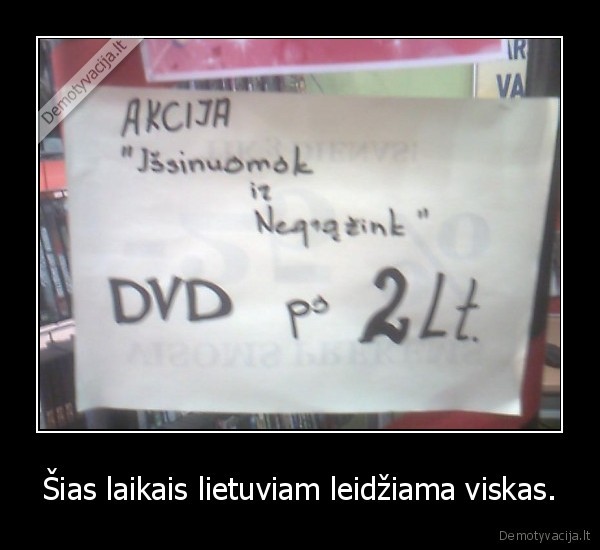 Demotyvacija.lt
AKCIJA
"Išsinuomok
ir
Negrąžink"
DVD po 2Lt.
Šias laikais lietuviam leidžiama viskas.
Demotyvacija.lt